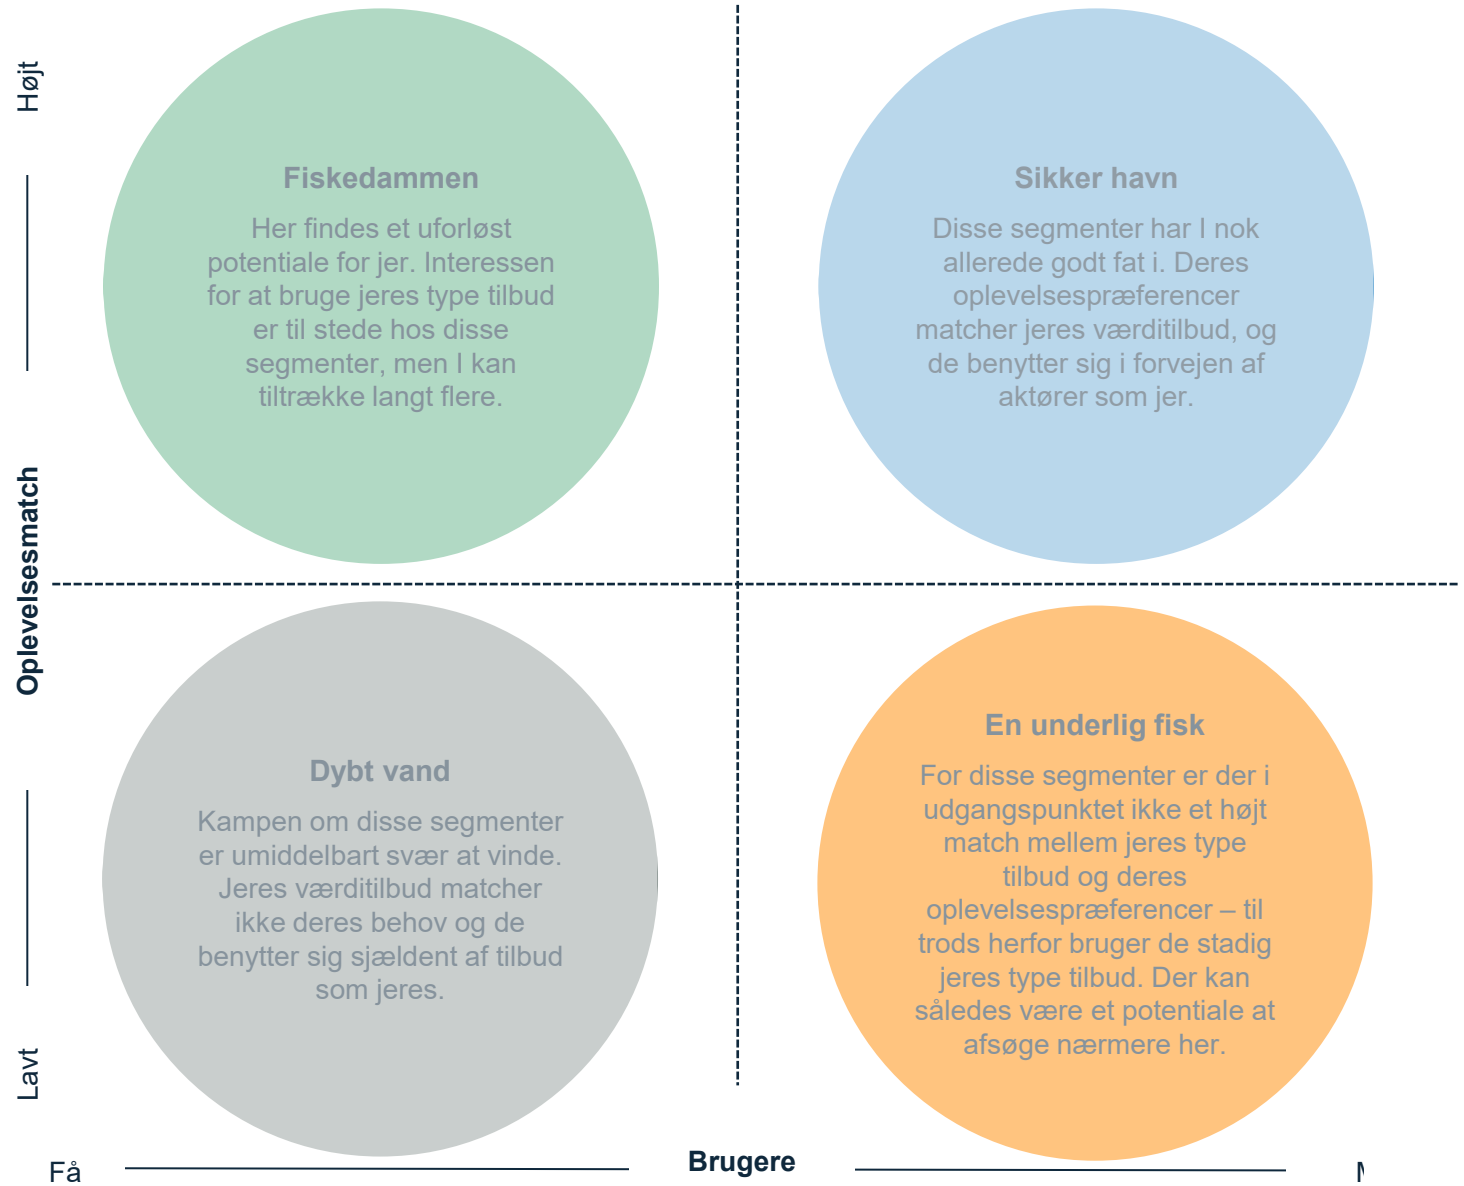 Højt
Fiskedammen
Her findes et uforløst
potentiale for jer. Interessen
for at bruge jeres type tilbud
er til stede hos disse
segmenter, men I kan
tiltrække langt flere.
Sikker havn
Disse segmenter har I nok
allerede godt fat i. Deres
oplevelsespræferencer
matcher jeres værditilbud, og
de benytter sig i forvejen af
aktører som jer.
Oplevelsesmatch
Dybt vand
Kampen om disse segmenter
er umiddelbart svær at vinde.
Jeres værditilbud matcher
ikke deres behov og de
benytter sig sjældent af tilbud
som jeres.
En underlig fisk
For disse segmenter er der i
udgangspunktet ikke et højt
match mellem jeres type
tilbud og deres
oplevelsespræferencer – til
trods herfor bruger de stadig
jeres type tilbud. Der kan
således være et potentiale at
afsøge nærmere her.
Lavt
Få
Brugere